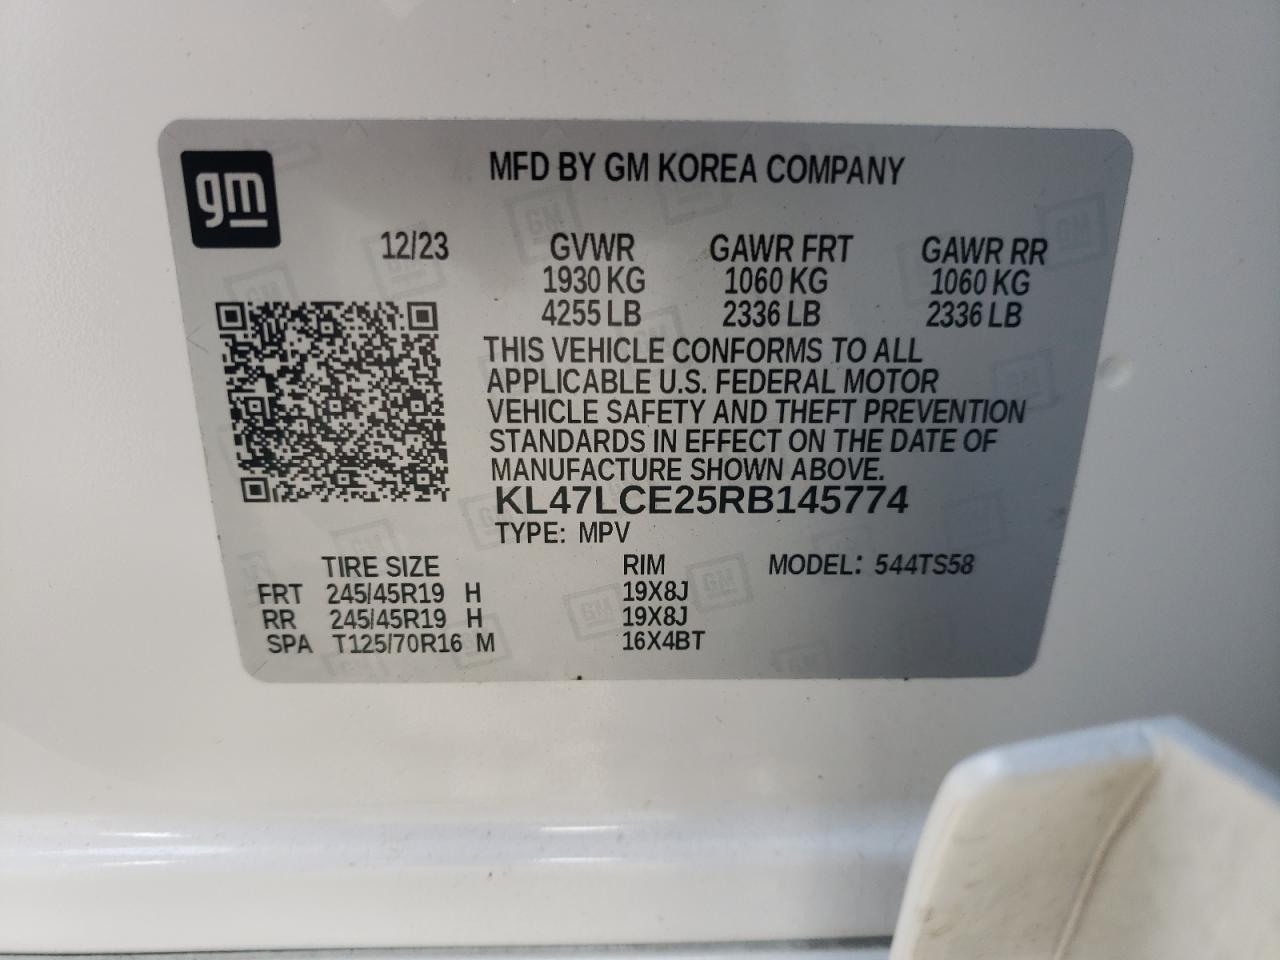 gm
MFD BY GM KOREA COMPANY
12/23 GVWR GAWR FRT GAWR RR
1930 KG 1060 KG 1060 KG
4255 LB 2336 LB 2336 LB
THIS VEHICLE CONFORMS TO ALL
APPLICABLE U.S. FEDERAL MOTOR
VEHICLE SAFETY AND THEFT PREVENTION
STANDARDS IN EFFECT ON THE DATE OF
MANUFACTURE SHOWN ABOVE.
KL47LCE25RB145774
TYPE: MPV
TIRE SIZE RIM MODEL: 544TS58
FRT 245/45R19 H 19X8J
RR 245/45R19 H 19X8J
SPA T125/70R16 M 16X4BT